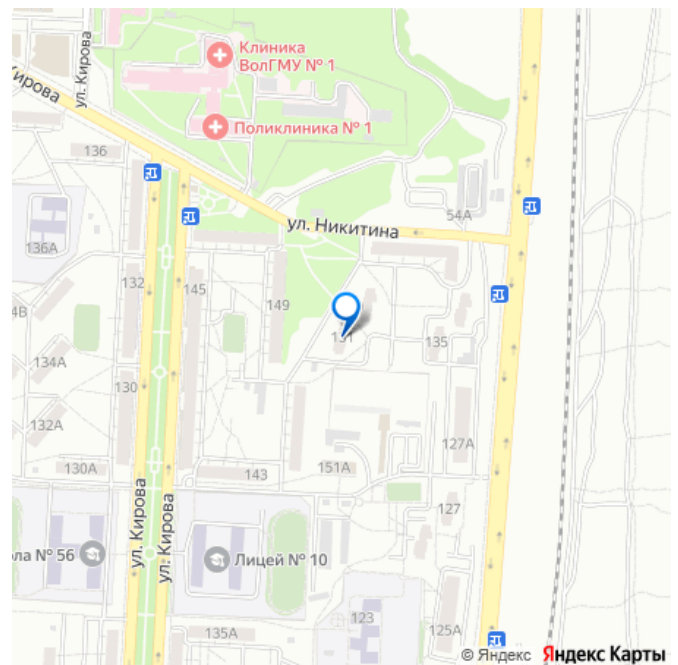 ул. Кирова
Клиника
ВолГМУ № 1
Кирова
Поликлиника № 1
136
54А
ул. Никитина
136А
132
145
149
4В
134А
135
130
132А
127А
130А
143
151А
127
ул. Кирова
ул. Кирова
ола № 56
Лицей № 10
123
135А
125А
© Яндекс Яндекс Карты